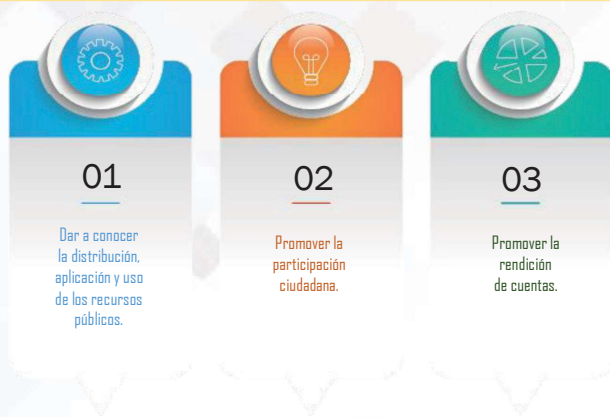 01
Dar a conocer
la distribución,
aplicación y uso
de los recursos
públicos.
02
Promover la
participación
ciudadana.
03
Promover la
rendición
de cuentas.